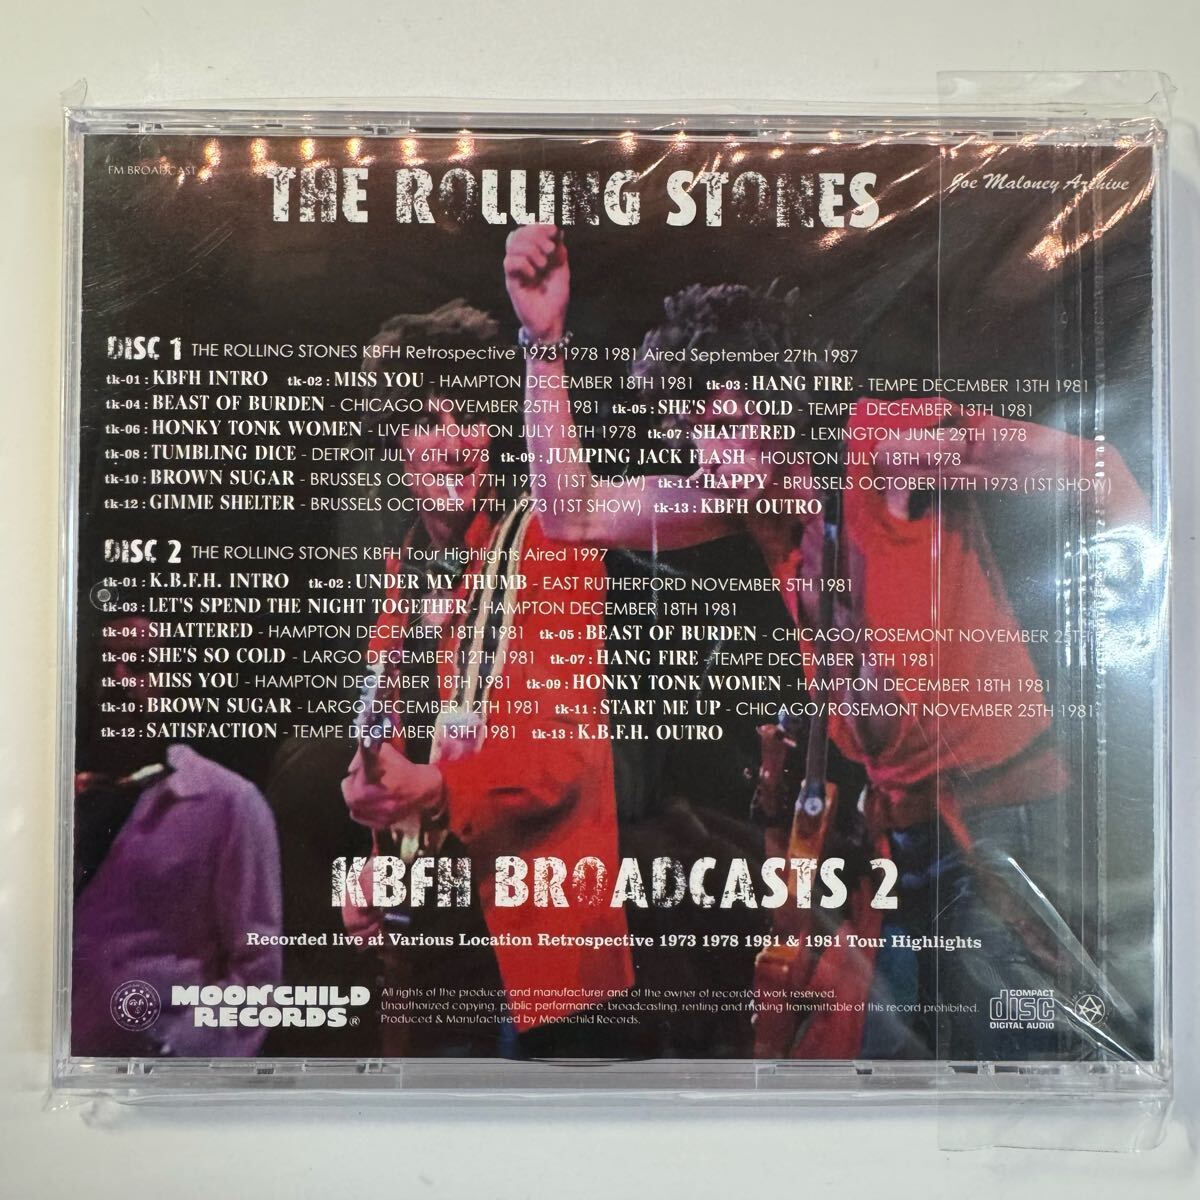 FM BROADCAST
THE ROLLING STONES
Joe Maloney Archive
DISC 1 THE ROLLING STONES KBFH Retrospective 1973 1978 1981 Aired September 27th 1987
tk-01 : KBFH INTRO tk-02 : MISS YOU - HAMPTON DECEMBER 18TH 1981 tk-03 : HANG FIRE - TEMPE DECEMBER 13TH 1981
tk-04 : BEAST OF BURDEN - CHICAGO NOVEMBER 25TH 1981 tk-05 : SHE'S SO COLD - TEMPE DECEMBER 13TH 1981
tk-06 : HONKY TONK WOMEN - LIVE IN HOUSTON JULY 18TH 1978 tk-07 : SHATTERED - LEXINGTON JUNE 29TH 1978
tk-08 : TUMBLING DICE - DETROIT JULY 6TH 1978 tk-09 : JUMPING JACK FLASH - HOUSTON JULY 18TH 1978
tk-10 : BROWN SUGAR - BRUSSELS OCTOBER 17TH 1973 (1ST SHOW) tk-11 : HAPPY - BRUSSELS OCTOBER 17TH 1973 (1ST SHOW)
tk-12 : GIMME SHELTER - BRUSSELS OCTOBER 17TH 1973 (1ST SHOW) tk-13 : KBFH OUTRO
DISC 2 THE ROLLING STONES KBFH Tour Highlights Aired 1997
tk-01 : K.B.F.H. INTRO tk-02 : UNDER MY THUMB - EAST RUTHERFORD NOVEMBER 5TH 1981
tk-03 : LET'S SPEND THE NIGHT TOGETHER - HAMPTON DECEMBER 18TH 1981
tk-04 : SHATTERED - HAMPTON DECEMBER 18TH 1981 tk-05 : BEAST OF BURDEN - CHICAGO/ROSEMONT NOVEMBER 25TH
tk-06 : SHE'S SO COLD - LARGO DECEMBER 12TH 1981 tk-07 : HANG FIRE - TEMPE DECEMBER 13TH 1981
tk-08 : MISS YOU - HAMPTON DECEMBER 18TH 1981 tk-09 : HONKY TONK WOMEN - HAMPTON DECEMBER 18TH 1981
tk-10 : BROWN SUGAR - LARGO DECEMBER 12TH 1981 tk-11 : START ME UP - CHICAGO/ROSEMONT NOVEMBER 25TH 1981
tk-12 : SATISFACTION - TEMPE DECEMBER 13TH 1981 tk-13 : K.B.F.H. OUTRO
KBFH BROADCASTS 2
Recorded live at Various Location Retrospective 1973 1978 1981 & 1981 Tour Highlights
MOONCHILD RECORDS®
All rights of the producer and manufacturer and of the owner of recorded work reserved.
Unauthorized copying, public performance, broadcasting, renting and making transmittable of this record prohibited.
Produced & Manufactured by Moonchild Records.
COMPACT
disc
DIGITAL AUDIO